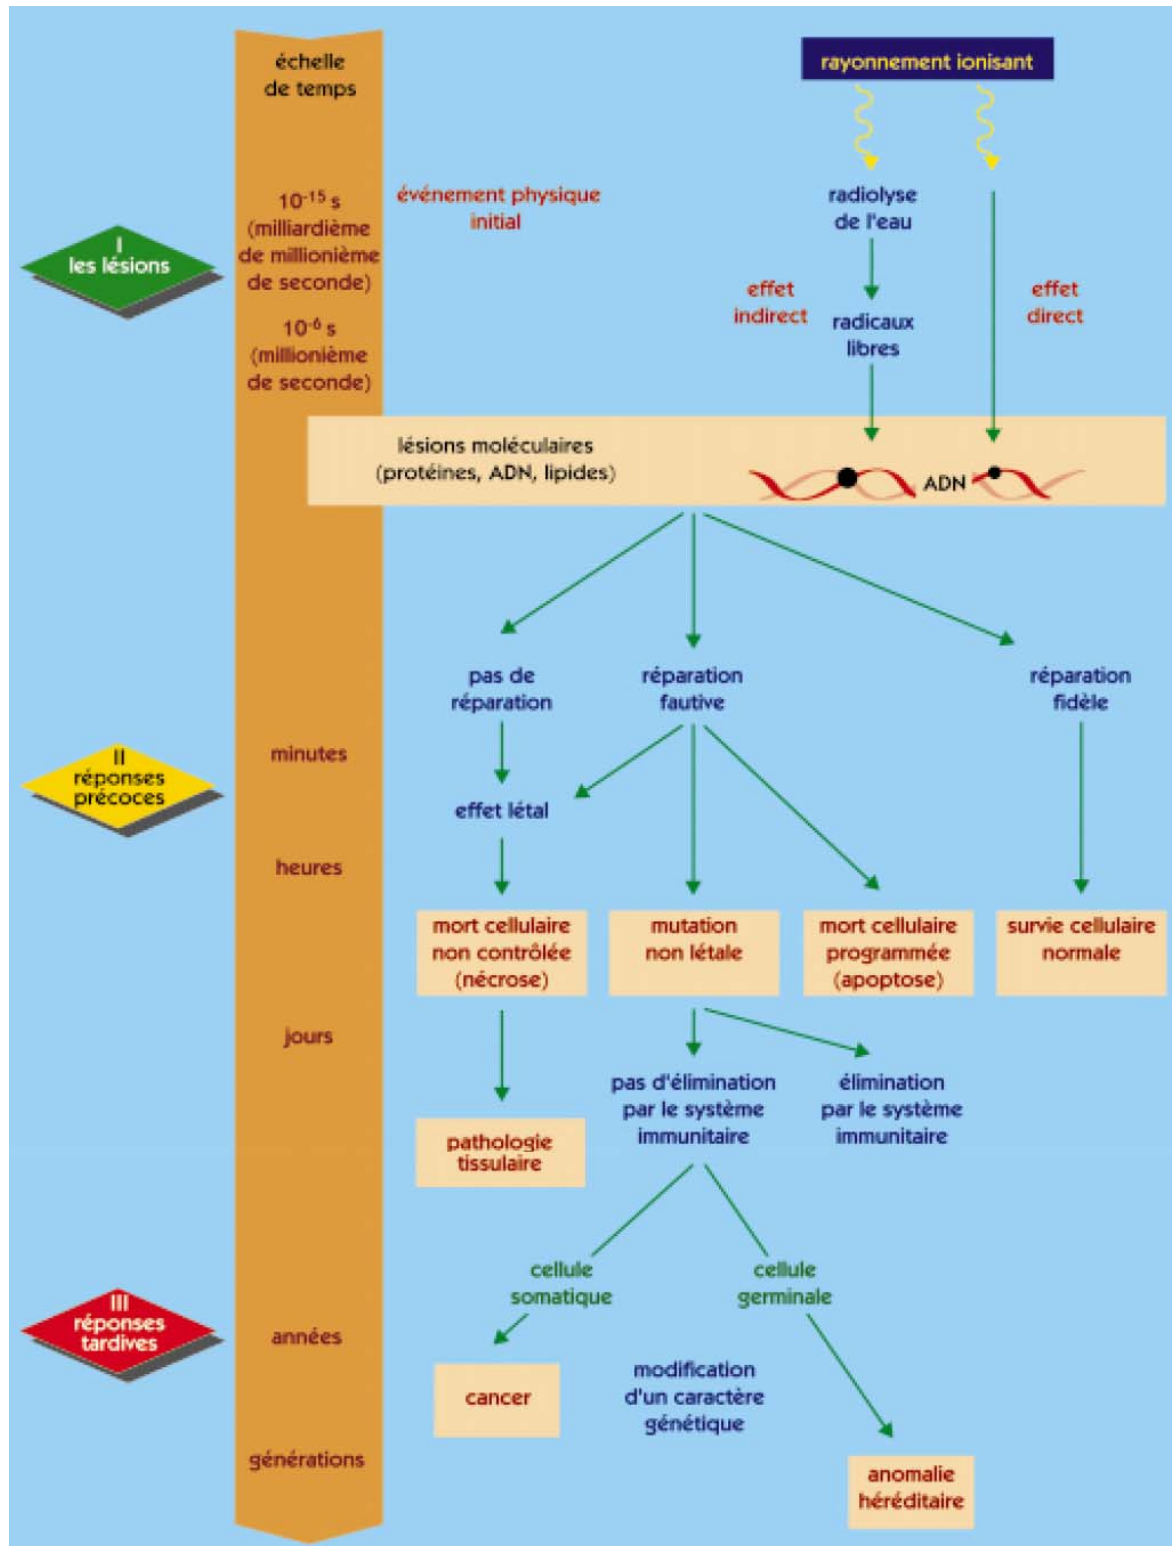 échelle
de temps
rayonnement ionisant
10⁻¹⁵ s
(milliardième
de millionième
de seconde)
événement physique
initial
radiolyse
de l'eau
I
les lésions
effet
indirect
effet
direct
10⁻⁶ s
(millionième
de seconde)
radicaux
libres
lésions moléculaires
(protéines, ADN, lipides)
ADN
pas de
réparation
réparation
fautive
réparation
fidèle
II
réponses
précoces
minutes
effet létal
heures
mort cellulaire
non contrôlée
(nécrose)
mutation
non létale
mort cellulaire
programmée
(apoptose)
survie cellulaire
normale
jours
pas d'élimination
par le système
immunitaire
élimination
par le système
immunitaire
pathologie
tissulaire
cellule
somatique
cellule
germinale
III
réponses
tardives
années
cancer
modification
d'un caractère
génétique
générations
anomalie
héréditaire